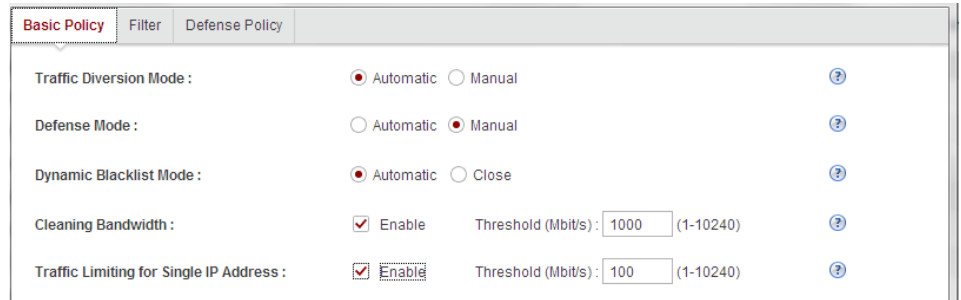 Basic Policy Filter Defense Policy
Traffic Diversion Mode : Automatic Manual ?
Defense Mode : Automatic Manual ?
Dynamic Blacklist Mode : Automatic Close ?
Cleaning Bandwidth : Enable Threshold (Mbit/s) : 1000 (1-10240) ?
Traffic Limiting for Single IP Address : Enable Threshold (Mbit/s) : 100 (1-10240) ?